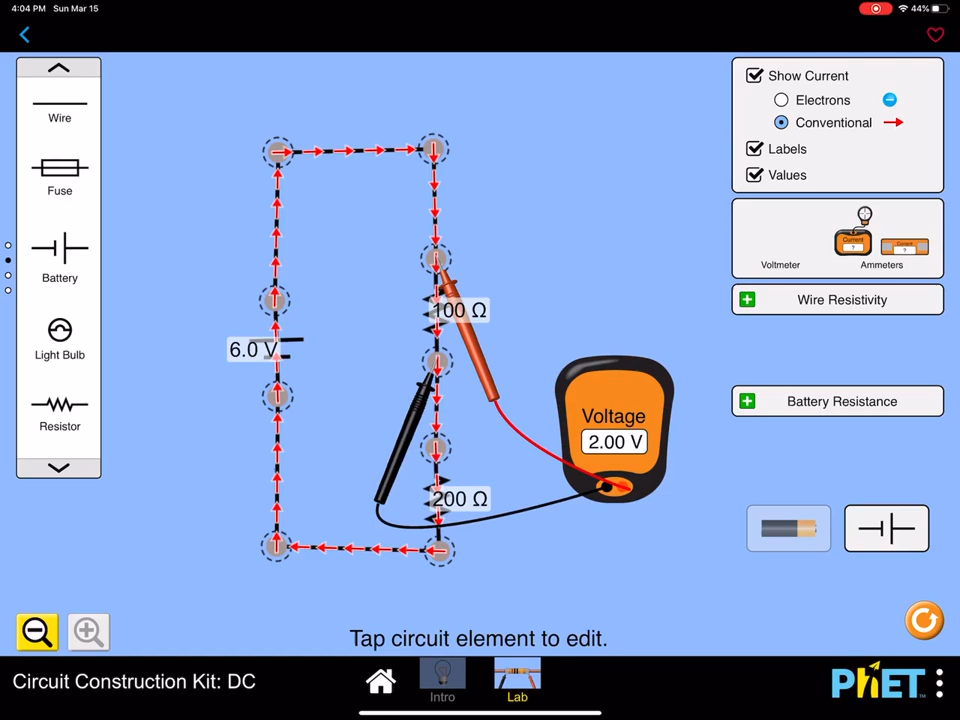 4:04 PM Sun Mar 15
44%
Wire
Fuse
Battery
Light Bulb
Resistor
Show Current
Electrons
Conventional
Labels
Values
Current
?
Current
?
Voltmeter
Ammeters
Wire Resistivity
Battery Resistance
100 Ω
6.0 V
Voltage
2.00 V
200 Ω
Tap circuit element to edit.
Circuit Construction Kit: DC
Intro
Lab
PhET